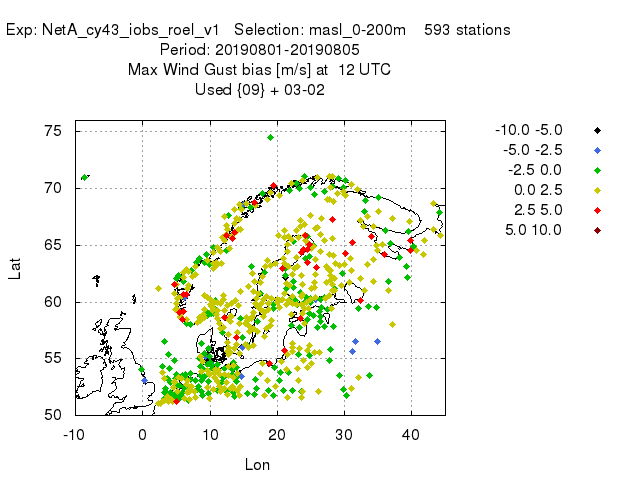 Exp: NetA_cy43_iobs_roel_v1 Selection: masl_0-200m 593 stations
Period: 20190801-20190805
Max Wind Gust bias [m/s] at 12 UTC
Used {09} + 03-02
75
70
65
60
55
50
Lat
-10 0 10 20 30 40
Lon
-10.0 -5.0
-5.0 -2.5
-2.5 0.0
0.0 2.5
2.5 5.0
5.0 10.0